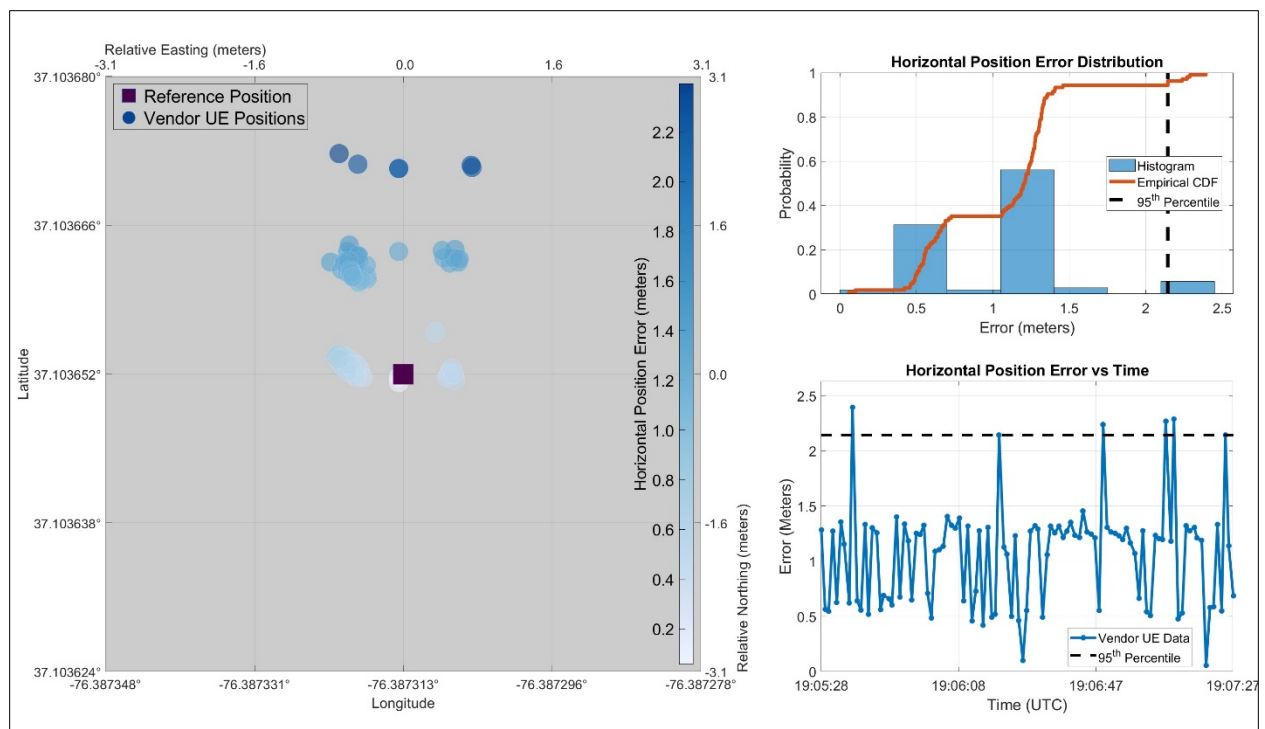 Relative Easting (meters)
-3.1 -1.6 0.0 1.6 3.1
37.103680° 3.1
Reference Position
Vendor UE Positions
2.2
2.0
37.103666° 1.6
1.8
1.6
1.4
37.103652° 0.0
1.2
1.0
0.8
37.103638° -1.6
0.6
0.4
0.2
37.103624° -3.1
Latitude
Horizontal Position Error (meters)
Relative Northing (meters)
-76.387348° -76.387331° -76.387313° -76.387296° -76.387278°
Longitude
Horizontal Position Error Distribution
1
0.8
0.6
0.4
0.2
0
Probability
Histogram
Empirical CDF
95th Percentile
0 0.5 1 1.5 2 2.5
Error (meters)
Horizontal Position Error vs Time
2.5
2
1.5
1
0.5
0
Error (Meters)
Vendor UE Data
95th Percentile
19:05:28 19:06:08 19:06:47 19:07:27
Time (UTC)